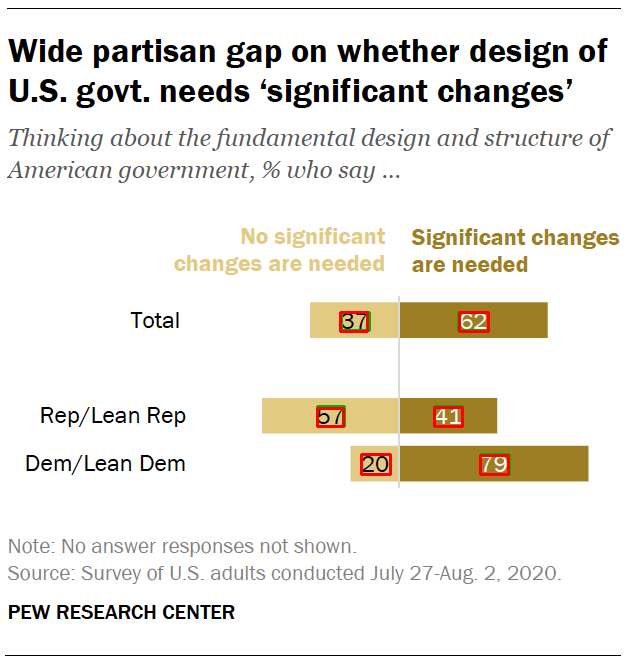 Wide partisan gap on whether design of
U.S. govt. needs ‘significant changes’
Thinking about the fundamental design and structure of
American government, % who say ...
No significant
changes are needed
Significant changes
are needed
Total 37 62
Rep/Lean Rep 57 41
Dem/Lean Dem 20 79
Note: No answer responses not shown.
Source: Survey of U.S. adults conducted July 27-Aug. 2, 2020.
PEW RESEARCH CENTER